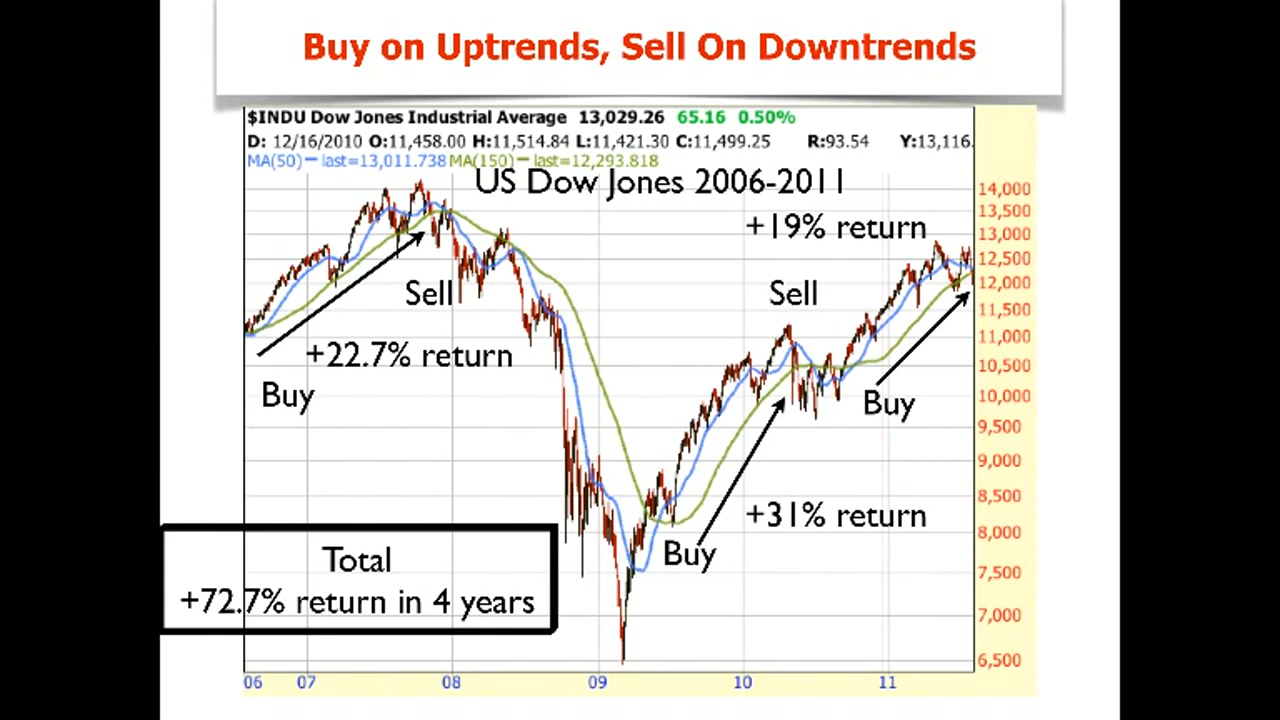 Buy on Uptrends, Sell On Downtrends
$INDU Dow Jones Industrial Average 13,029.26 65.16 0.50%
D: 12/16/2010 O:11,458.00 H:11,514.84 L:11,421.30 C:11,499.25 R:93.54 Y:13,116.
MA(50) last=13,011.738 MA(150) last=12,293.818
US Dow Jones 2006-2011
+19% return
Sell
Sell
+22.7% return
Buy
Buy
+31% return
Buy
Total
+72.7% return in 4 years
14,000
13,500
13,000
12,500
12,000
11,500
11,000
10,500
10,000
9,500
9,000
8,500
8,000
7,500
7,000
6,500
06 07 08 09 10 11